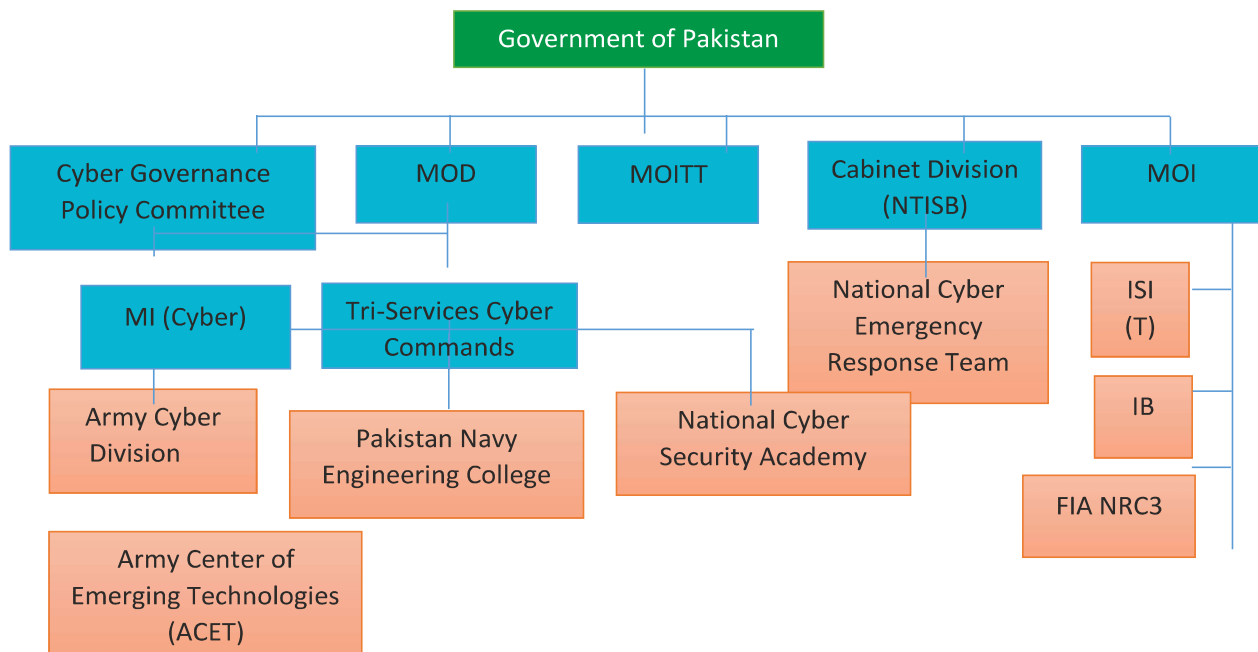 Government of Pakistan
Cyber Governance
Policy Committee
MOD
MOITT
Cabinet Division
(NTISB)
MOI
MI (Cyber)
Tri-Services Cyber
Commands
National Cyber
Emergency
Response Team
ISI
(T)
IB
FIA NRC3
Army Cyber
Division
Pakistan Navy
Engineering College
National Cyber
Security Academy
Army Center of
Emerging Technologies
(ACET)